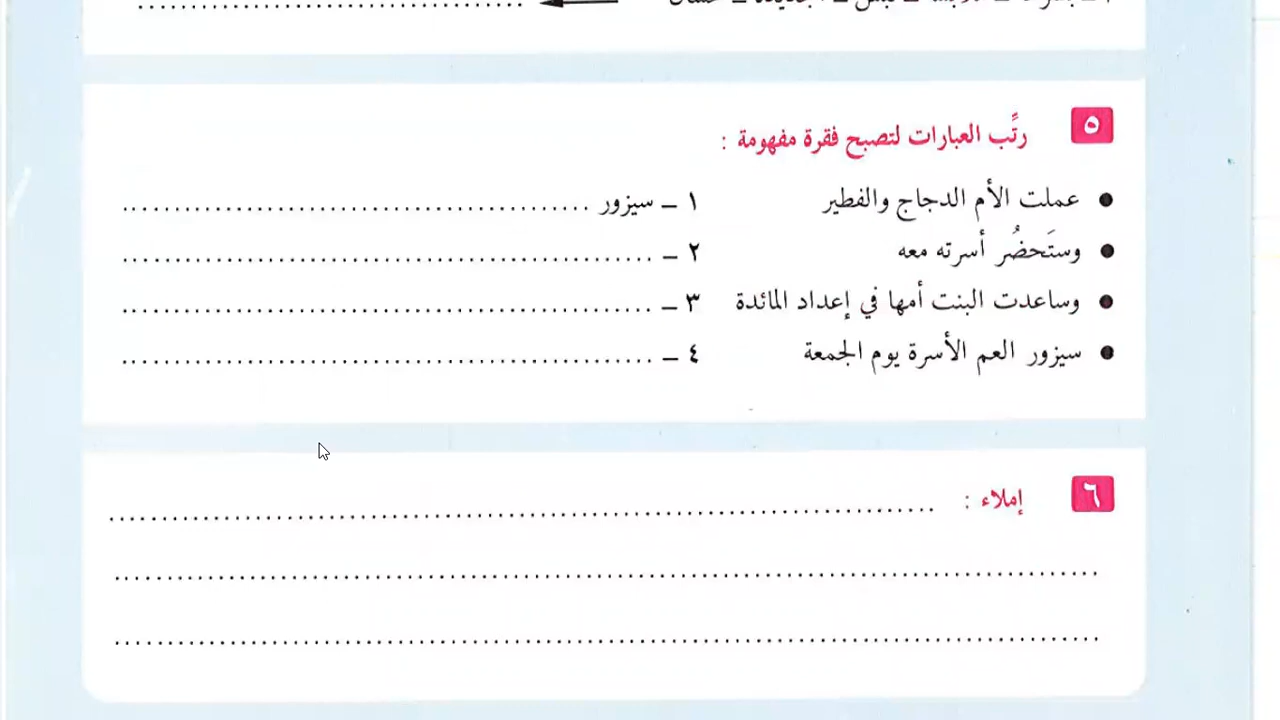 ٥ رتِّب العبارات لتصبح فقرة مفهومة :
● عملت الأم الدجاج والفطير ١ ـ سيزور ......................................
● وستَحضُر أسرته معه ٢ ـ ...........................................
● وساعدت البنت أمها في إعداد المائدة ٣ ـ ...........................................
● سيزور العم الأسرة يوم الجمعة ٤ ـ ...........................................
٦ إملاء : ..................................................................
................................................................................
................................................................................